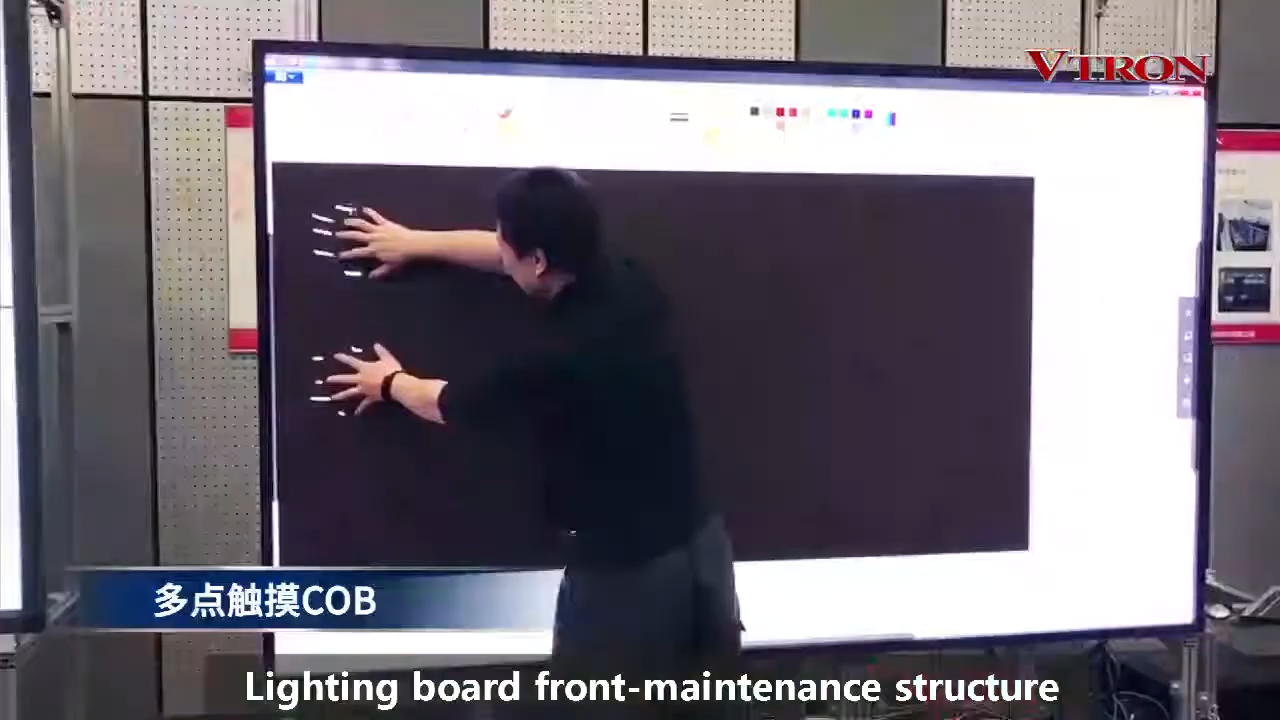 VTRON
多点触摸COB
Lighting board front-maintenance structure